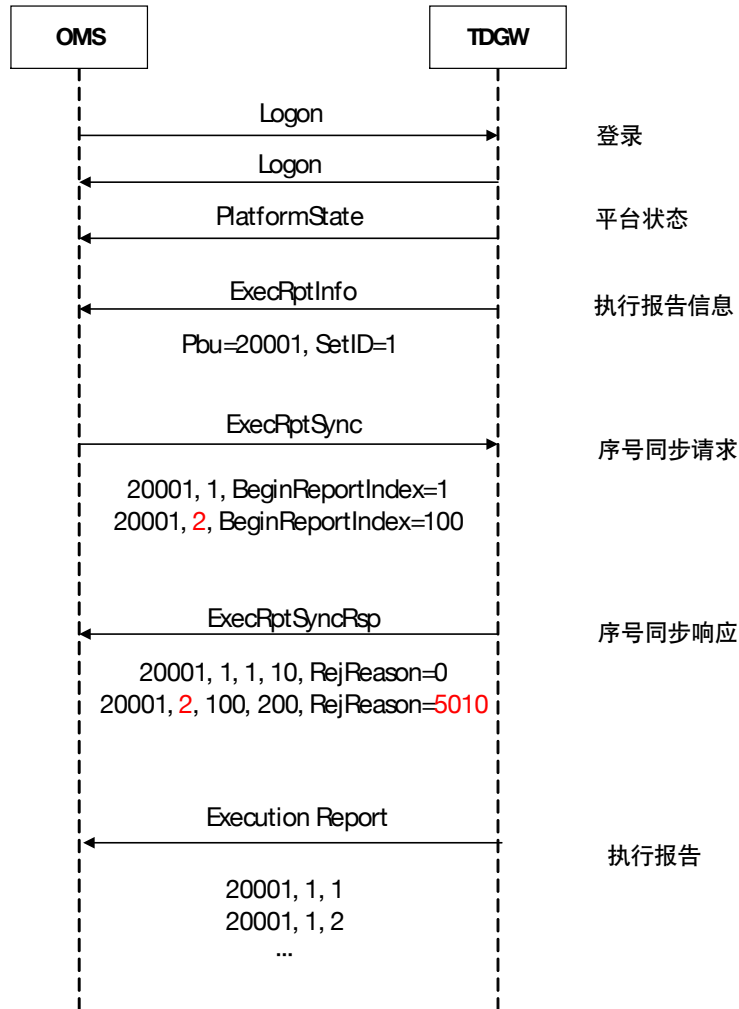 OMS
TDGW
Logon
登录
Logon
PlatformState
平台状态
ExecRptInfo
执行报告信息
Pbu=20001, SetID=1
ExecRptSync
序号同步请求
20001, 1, BeginReportIndex=1
20001, 2, BeginReportIndex=100
ExecRptSyncRsp
序号同步响应
20001, 1, 1, 10, RejReason=0
20001, 2, 100, 200, RejReason=5010
Execution Report
执行报告
20001, 1, 1
20001, 1, 2
...